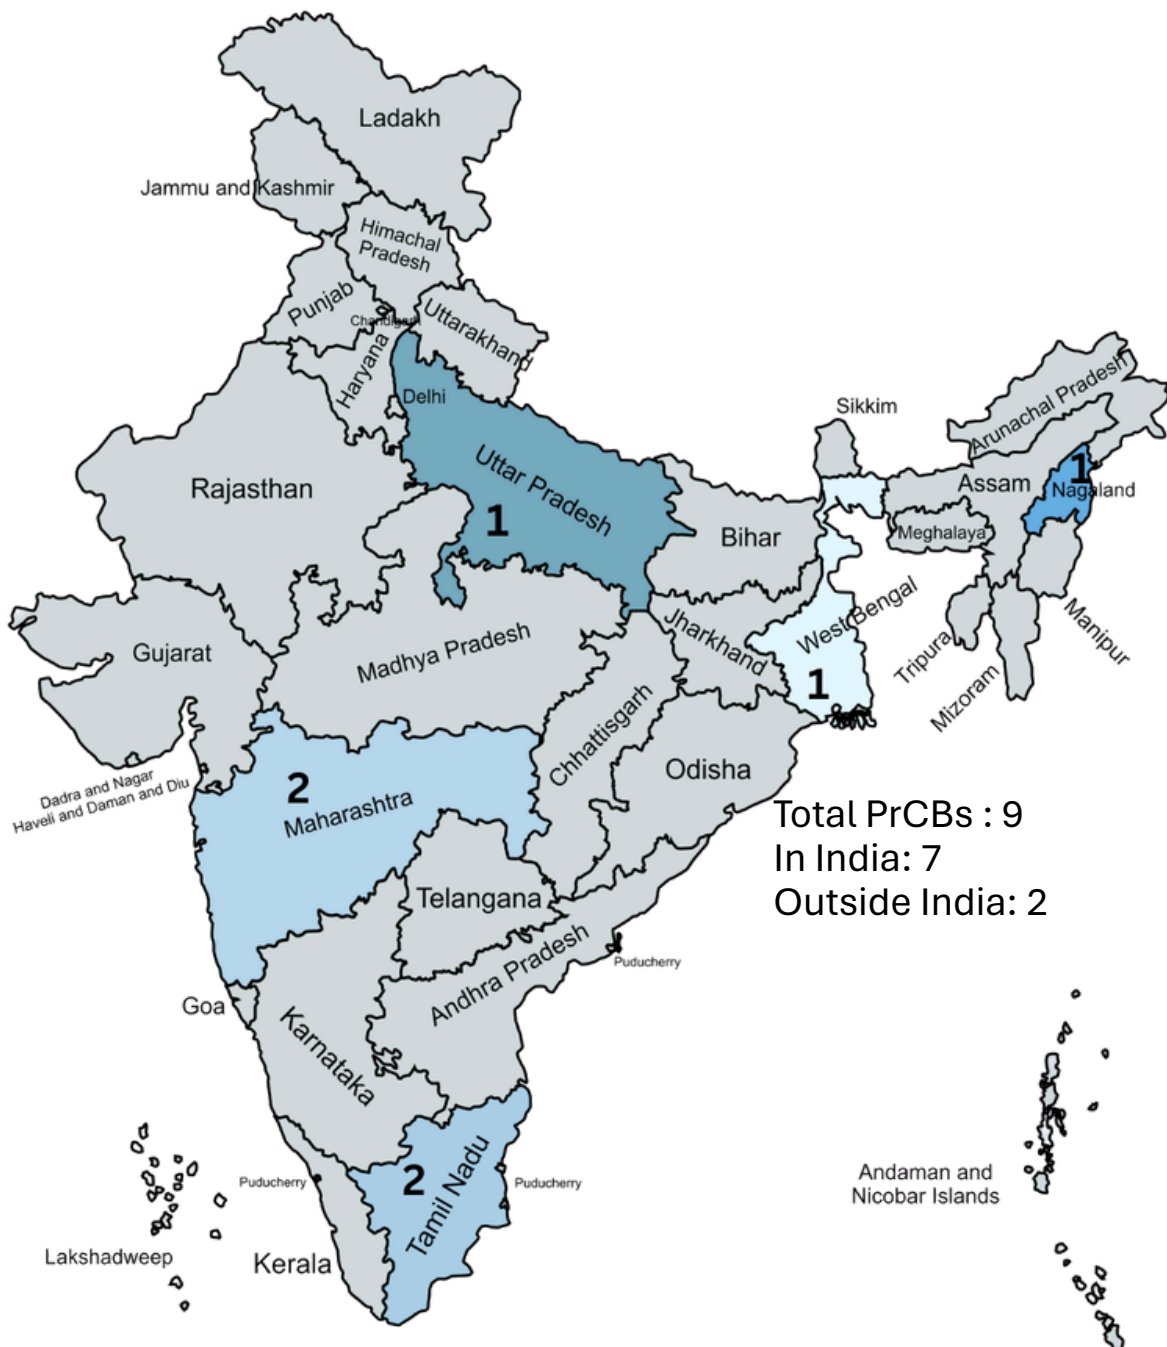 Ladakh
Jammu and Kashmir
Himachal
Pradesh
Punjab
Chandigarh
Uttarakhand
Haryana
Delhi
Uttar Pradesh
1
Rajasthan
Sikkim
Arunachal Pradesh
Assam
1
Nagaland
Meghalaya
Bihar
Manipur
Tripura
Mizoram
West Bengal
1
Jharkhand
Gujarat
Madhya Pradesh
Chhattisgarh
Odisha
Dadra and Nagar
Haveli and Daman and Diu
2
Maharashtra
Total PrCBs : 9
In India: 7
Outside India: 2
Telangana
Andhra Pradesh
Puducherry
Goa
Karnataka
2
Tamil Nadu
Puducherry
Puducherry
Kerala
Lakshadweep
Andaman and
Nicobar Islands